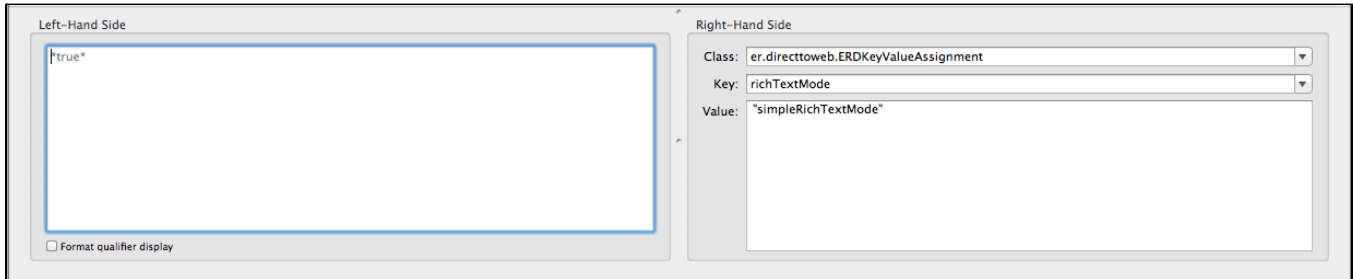 Left-Hand Side
*true*
Format qualifier display
Right-Hand Side
Class: er.directtoweb.ERDKeyValueAssignment
Key: richTextMode
Value: "simpleRichTextMode"